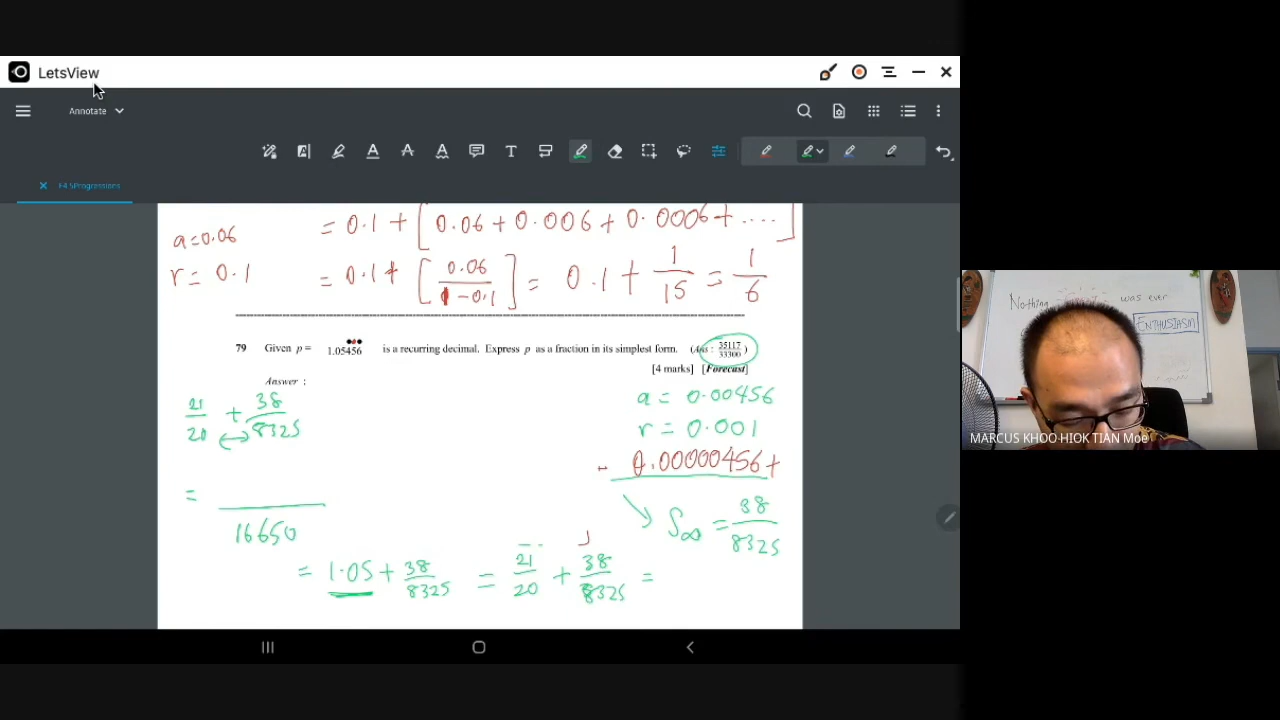 LetsView
Annotate
F4.5Progressions
= 0.1 + [ 0.06 + 0.006 + 0.0006 + .... ]
a = 0.06
r = 0.1
= 0.1 + [ 0.06 / 1 - 0.1 ] = 0.1 + 1/15 = 1/6
79 Given p = 1.05456 is a recurring decimal. Express p as a fraction in its simplest form. (Ans : 35117/33300 )
[4 marks] [Forecast]
Answer :
21/20 + 38/8325
a = 0.00456
r = 0.001
0.00000456 +
=
16650
S∞ = 38/8325
= 1.05 + 38/8325 = 21/20 + 38/8325 =
Nothing
was ever
ENTHUSIASM
MARCUS KHOO HIOK TIAN Moe